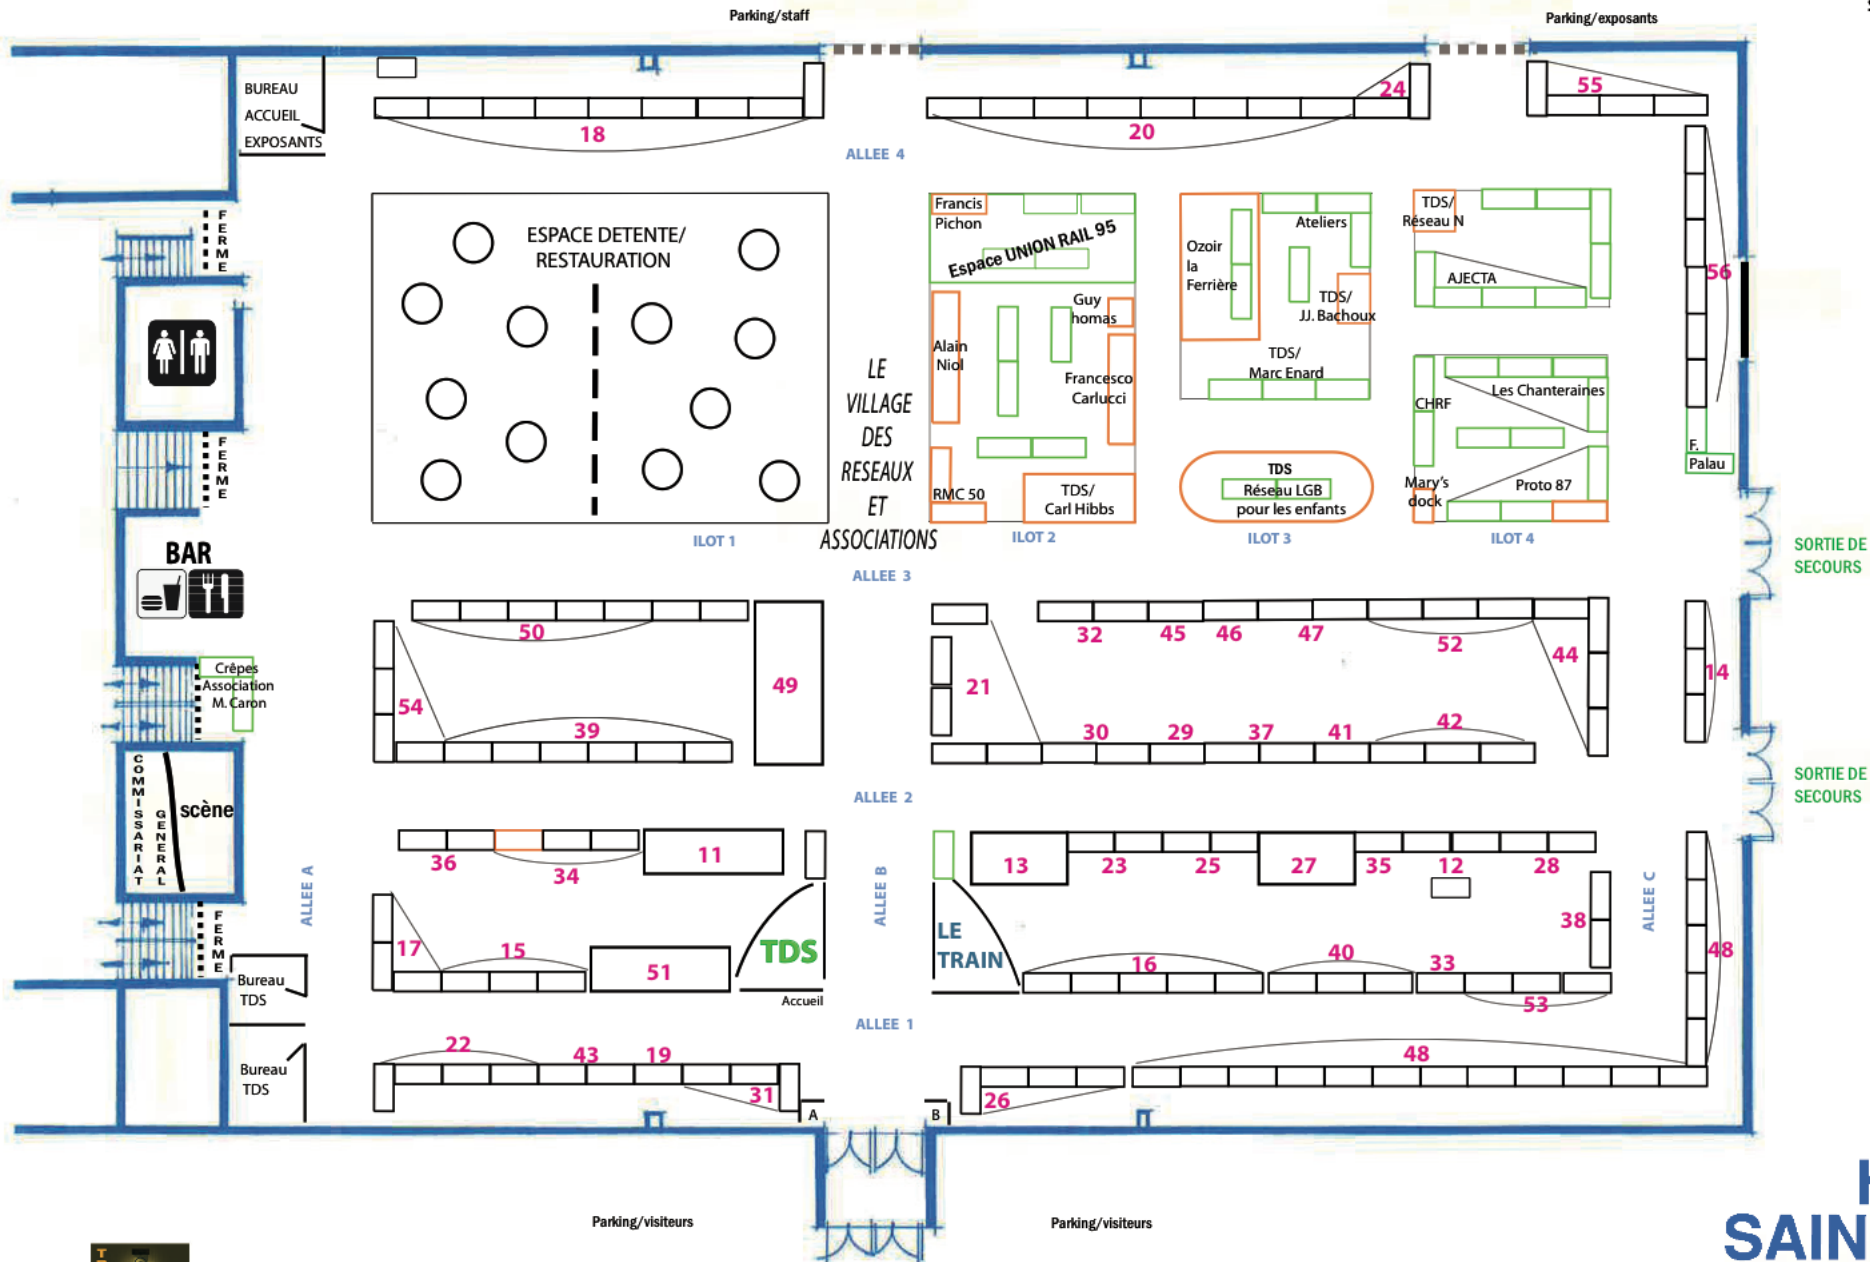 Parking/staff
Parking/exposants
BUREAU
ACCUEIL
EXPOSANTS
18
20
24
55
ALLEE 4
FERME
ESPACE DETENTE/
RESTAURATION
Francis
Pichon
Espace UNION RAIL 95
Guy
homas
Alain
Niol
Francesco
Carlucci
RMC 50
TDS/
Carl Hibbs
Ozoir
la
Ferrière
Ateliers
TDS/
JJ. Bachoux
TDS/
Marc Enard
TDS
Réseau LGB
pour les enfants
TDS/
Réseau N
AJECTA
Les Chanteraines
CHRF
Mary's
dock
Proto 87
56
F.
Palau
LE
VILLAGE
DES
RESEAUX
ET
ASSOCIATIONS
FERME
ILOT 1
ILOT 2
ILOT 3
ILOT 4
SORTIE DE
SECOURS
BAR
ALLEE 3
50
54
39
49
21
32
45
46
47
52
44
30
29
37
41
42
14
Crêpes
Association
M. Caron
SORTIE DE
SECOURS
ALLEE 2
COMMISSARIAT
GENERAL
scène
ALLEE A
36
34
11
17
15
51
TDS
Accueil
ALLEE B
LE
TRAIN
13
23
25
27
35
12
28
38
16
40
33
53
ALLEE C
48
FERME
Bureau
TDS
Bureau
TDS
ALLEE 1
22
43
19
31
A
B
26
48
Parking/visiteurs
Parking/visiteurs
SAIN